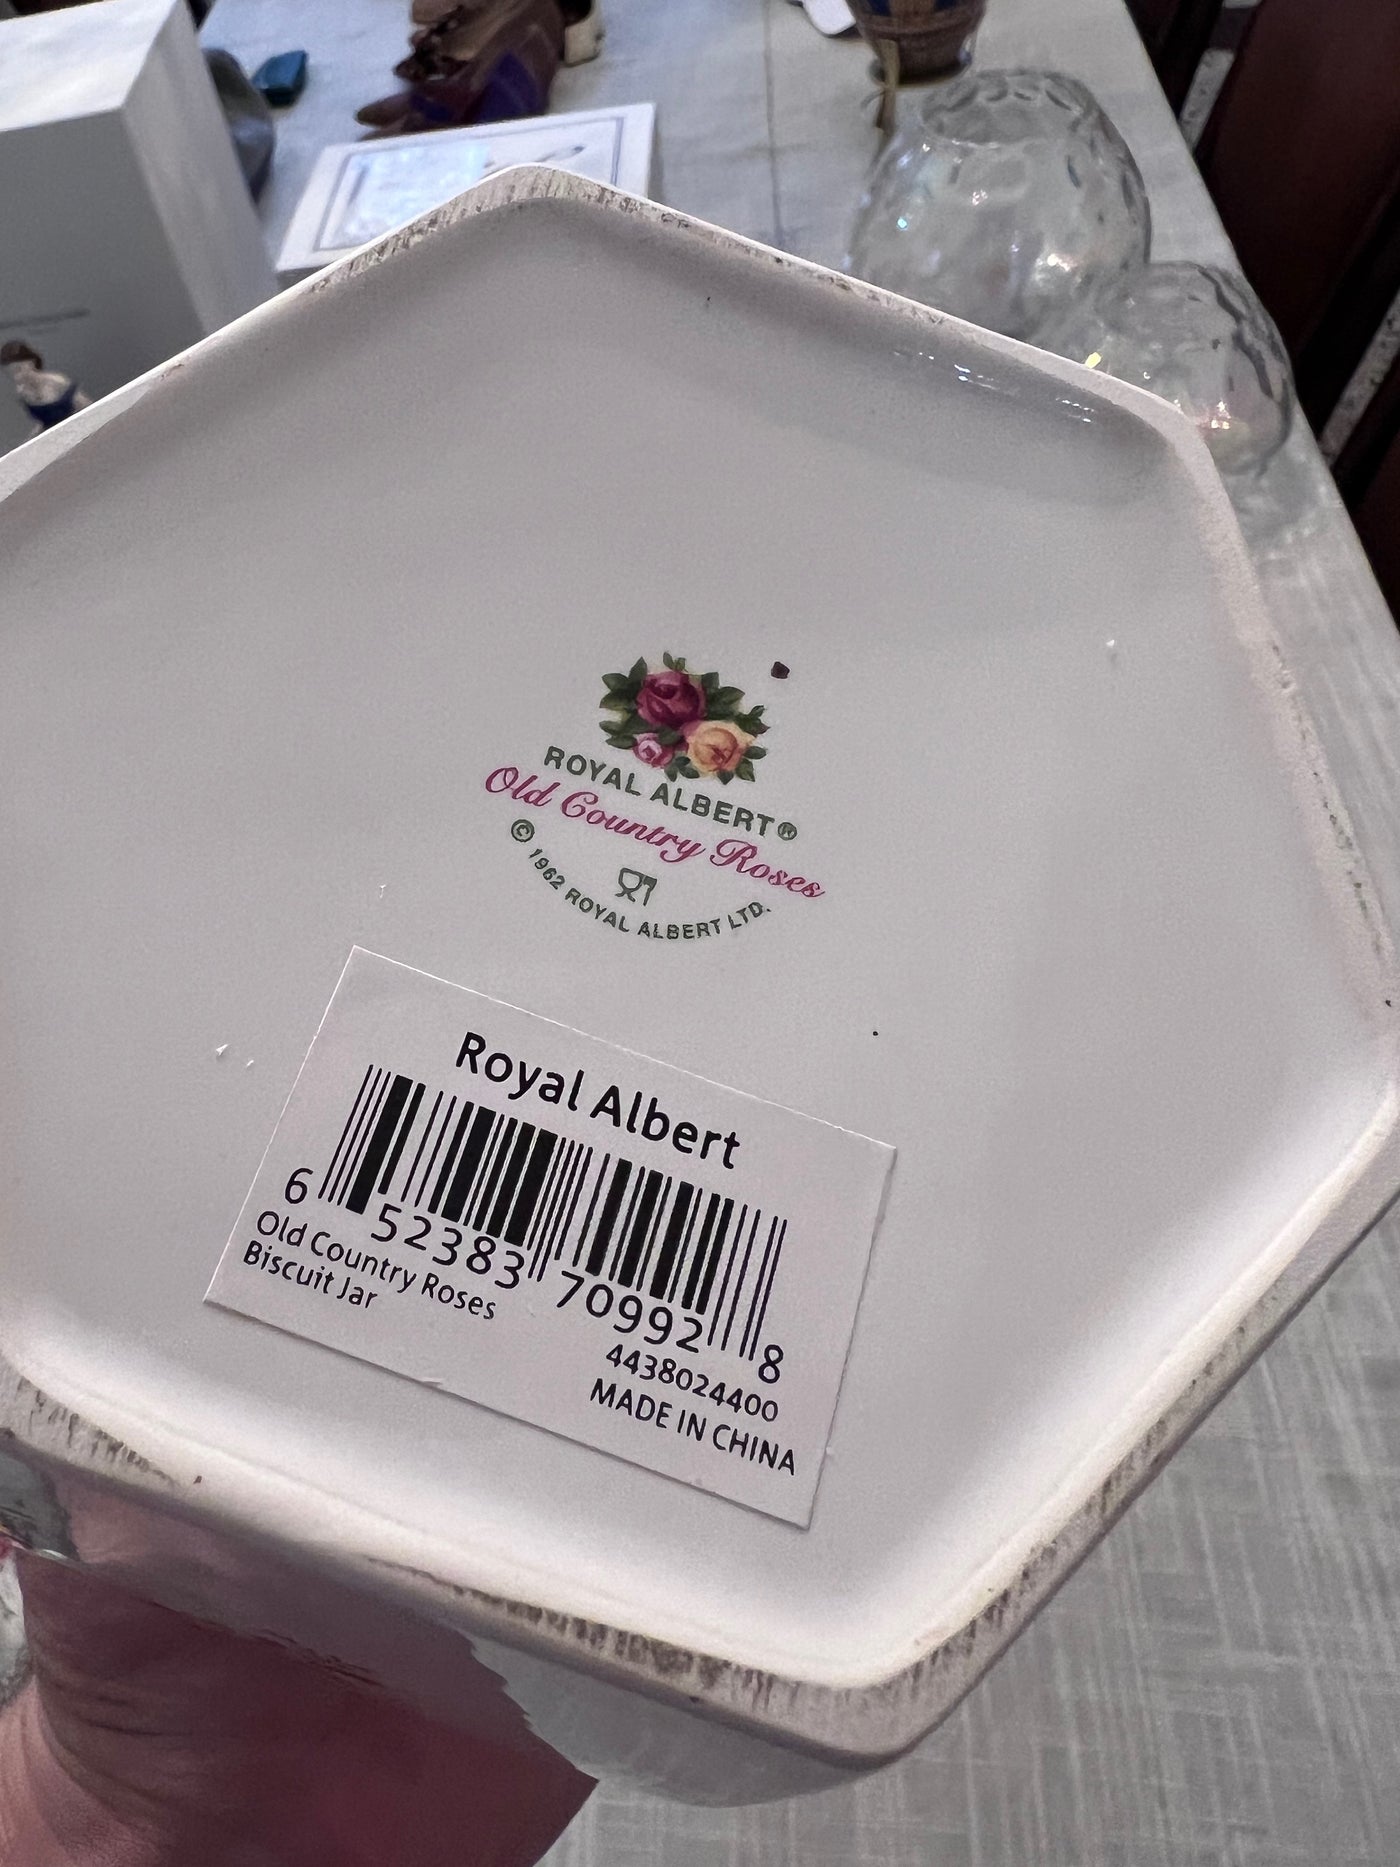 ROYAL ALBERT®
Old Country Roses
© 1962 ROYAL ALBERT LTD.
Royal Albert
6 52383 70992 8
Old Country Roses
Biscuit Jar
4438024400
MADE IN CHINA